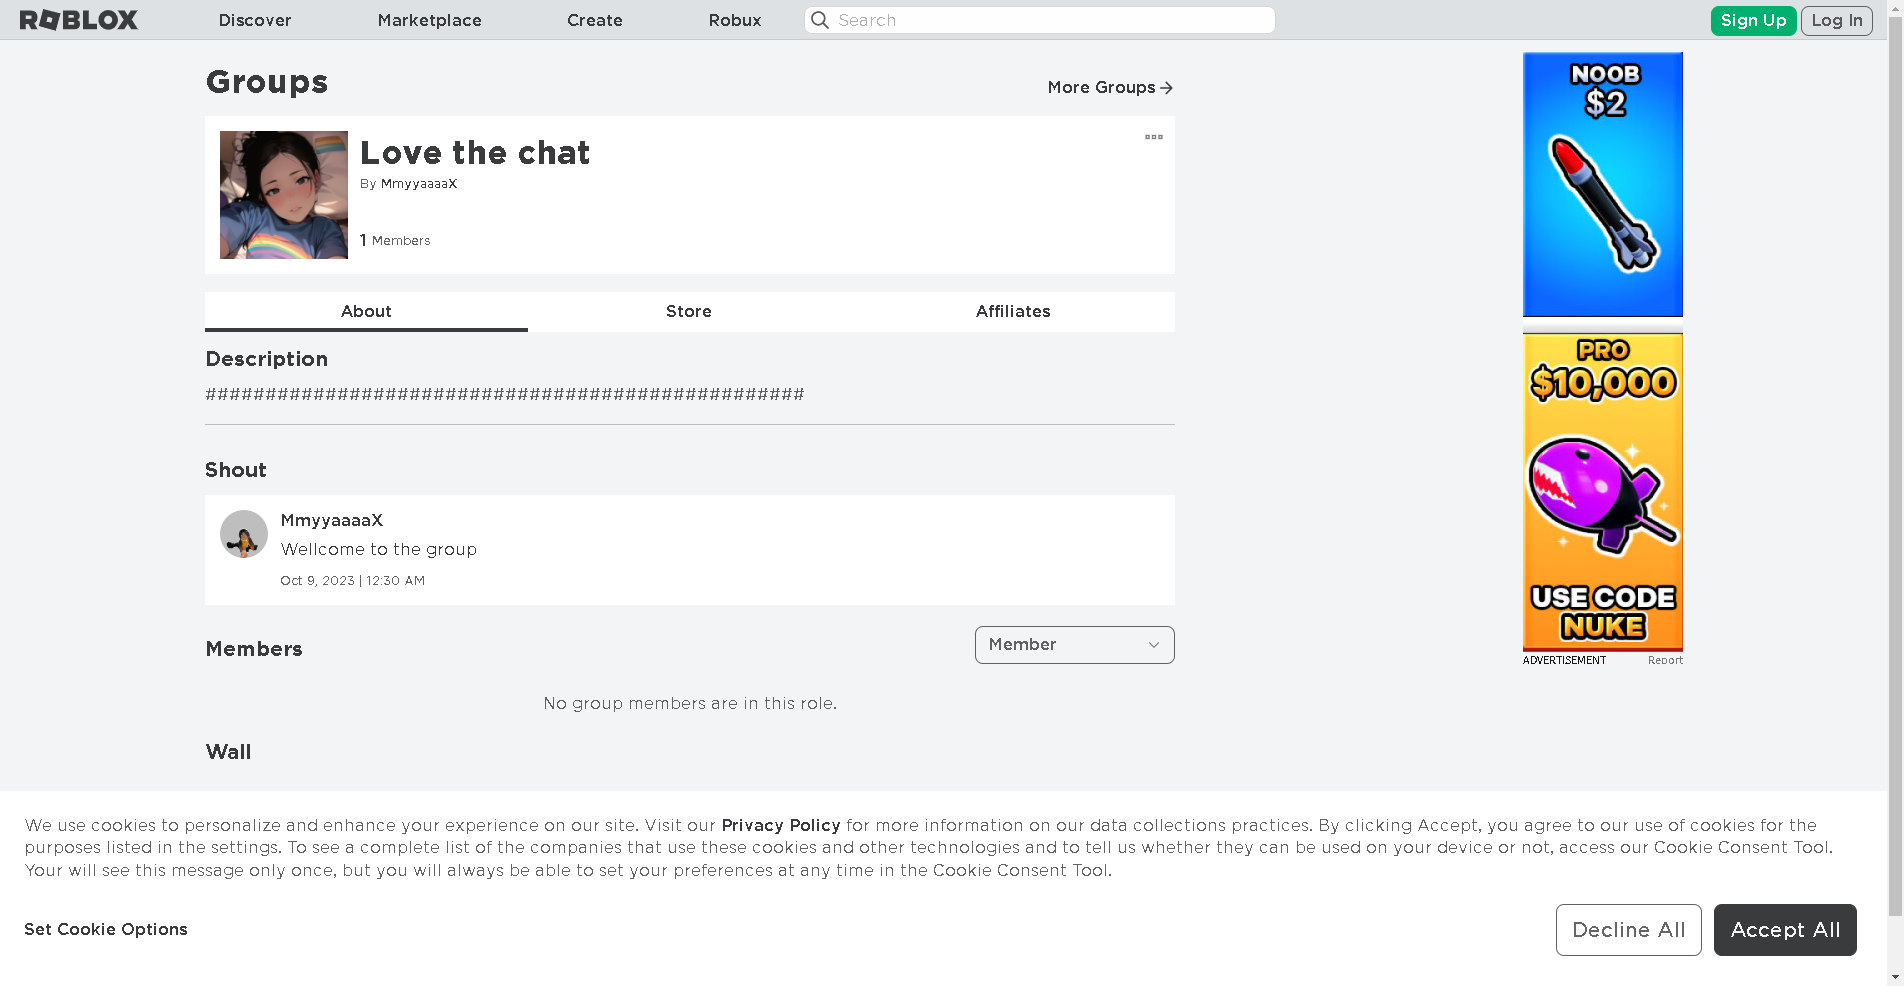 ROBLOX
Discover
Marketplace
Create
Robux
Search
Sign Up
Log In
Groups
More Groups
Love the chat
By MmyyaaaaX
1 Members
About
Store
Affiliates
Description
##################################################
Shout
MmyyaaaaX
Wellcome to the group
Oct 9, 2023 | 12:30 AM
Members
Member
No group members are in this role.
Wall
NOOB
$2
PRO
$10,000
USE CODE
NUKE
ADVERTISEMENT
Report
We use cookies to personalize and enhance your experience on our site. Visit our Privacy Policy for more information on our data collections practices. By clicking Accept, you agree to our use of cookies for the
purposes listed in the settings. To see a complete list of the companies that use these cookies and other technologies and to tell us whether they can be used on your device or not, access our Cookie Consent Tool.
Your will see this message only once, but you will always be able to set your preferences at any time in the Cookie Consent Tool.
Set Cookie Options
Decline All
Accept All